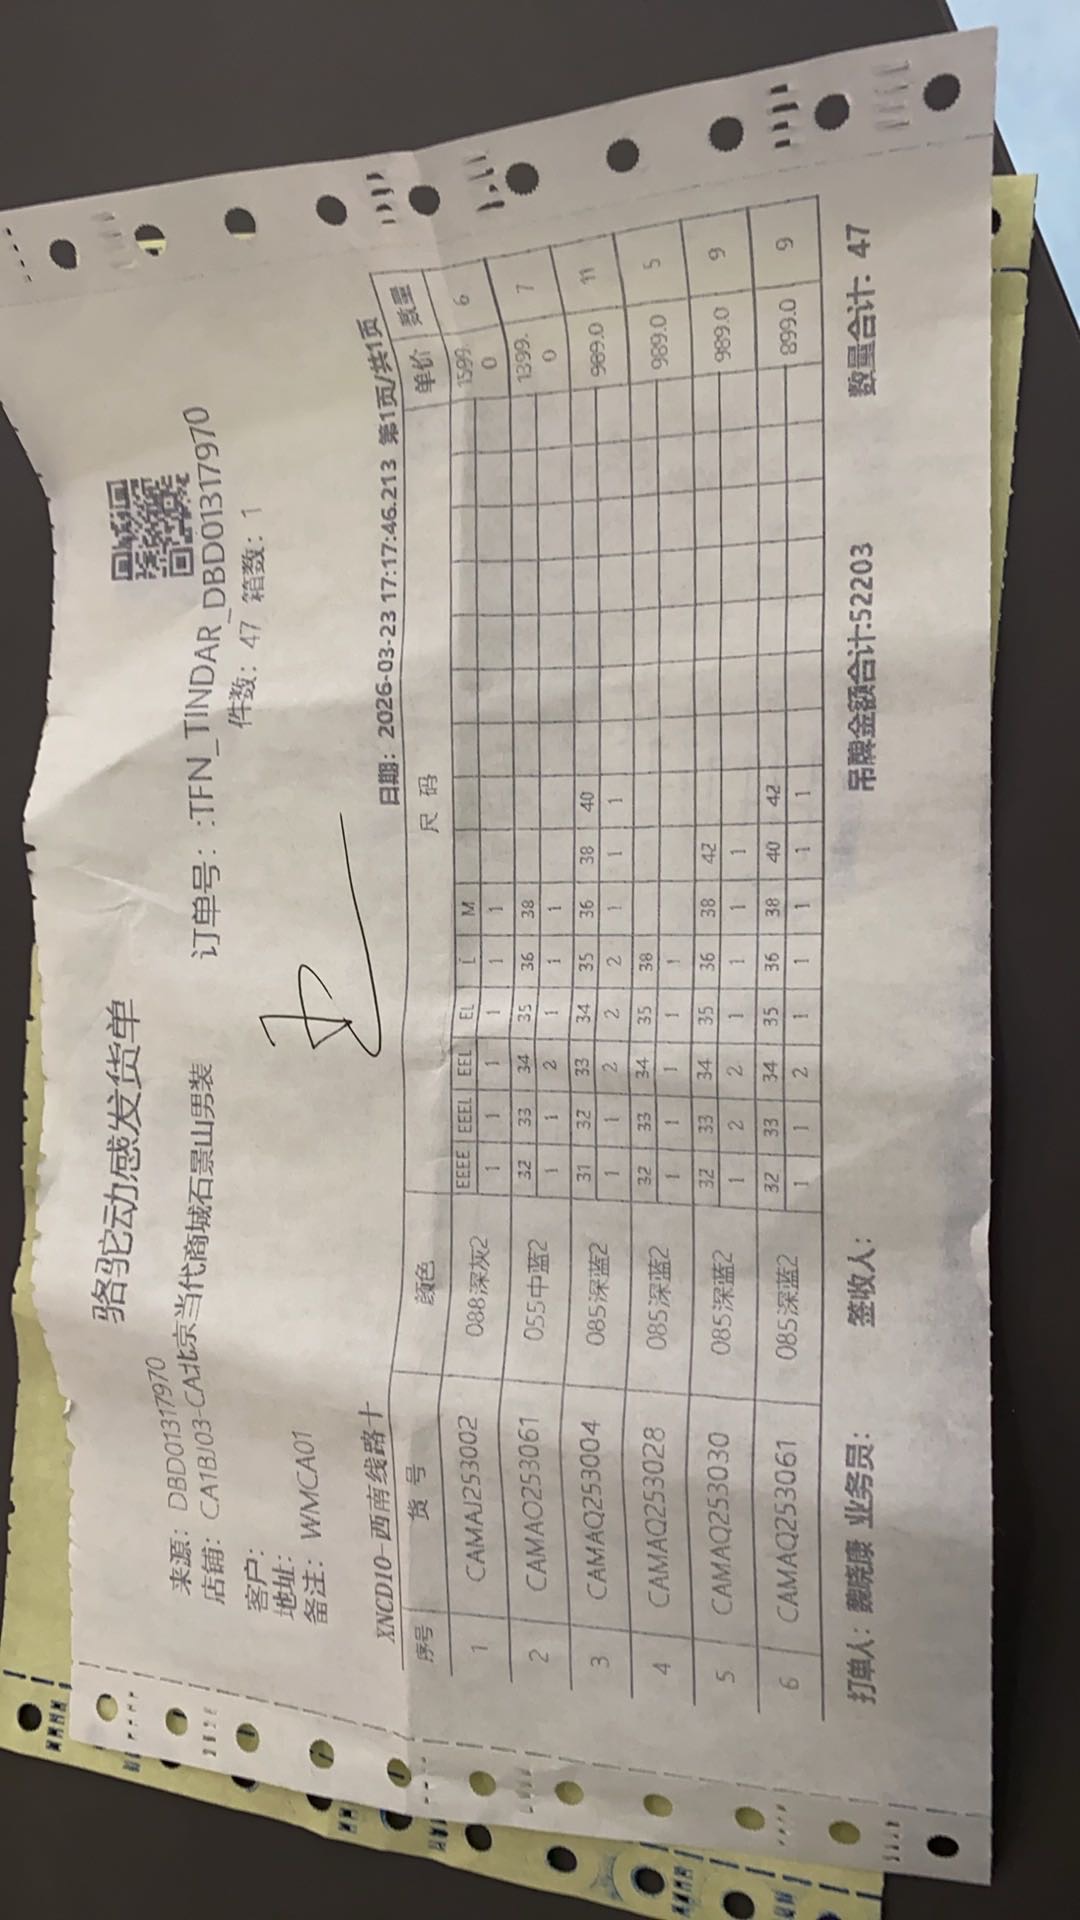 骆驼动感发货单
来源：DBD01317970
订单号：:TFN_TINDAR_DBD01317970
店铺：CA1BJ03-CA北京当代商城石景山男装
件数：47 箱数：1
客户：
地址：
备注：WMCA01
XNCD10-西南线路十
日期：2026-03-23 17:17:46.213 第1页/共1页
序号 货号 颜色 尺码 单价 数量
1 CAMAJ253002 088深灰2 EEEE EEEL EEL EL L M 1599.0 6
1 1 1 1 1 1
2 CAMAO253061 055中蓝2 32 33 34 35 36 38 1399.0 7
1 1 2 1 1 1
3 CAMAQ253004 085深蓝2 31 32 33 34 35 36 38 40 989.0 11
1 1 2 2 2 1 1 1
4 CAMAQ253028 085深蓝2 32 33 34 35 38 989.0 5
1 1 1 1 1
5 CAMAQ253030 085深蓝2 32 33 34 35 36 38 42 989.0 9
1 2 2 1 1 1 1
6 CAMAQ253061 085深蓝2 32 33 34 35 36 38 40 42 899.0 9
1 1 2 1 1 1 1 1
打单人：魏晓康 业务员： 签收人： 吊牌金额合计:52203 数量合计：47